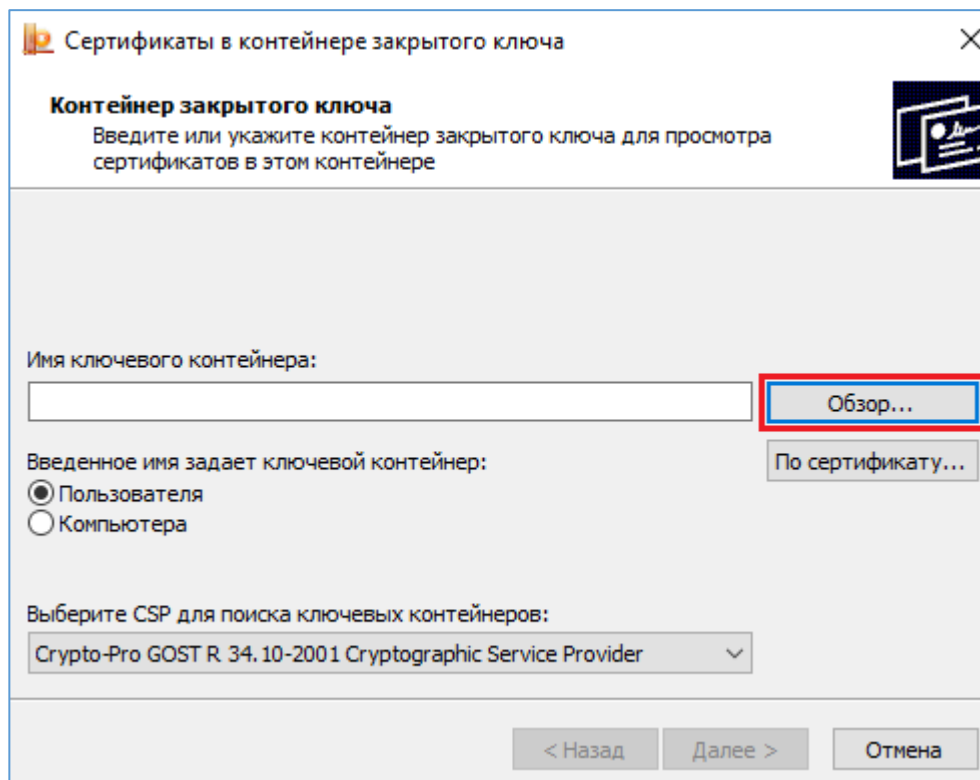 Сертификаты в контейнере закрытого ключа
Контейнер закрытого ключа
Введите или укажите контейнер закрытого ключа для просмотра
сертификатов в этом контейнере
Имя ключевого контейнера:
Обзор...
Введенное имя задает ключевой контейнер:
По сертификату...
Пользователя
Компьютера
Выберите CSP для поиска ключевых контейнеров:
Crypto-Pro GOST R 34.10-2001 Cryptographic Service Provider
< Назад
Далее >
Отмена